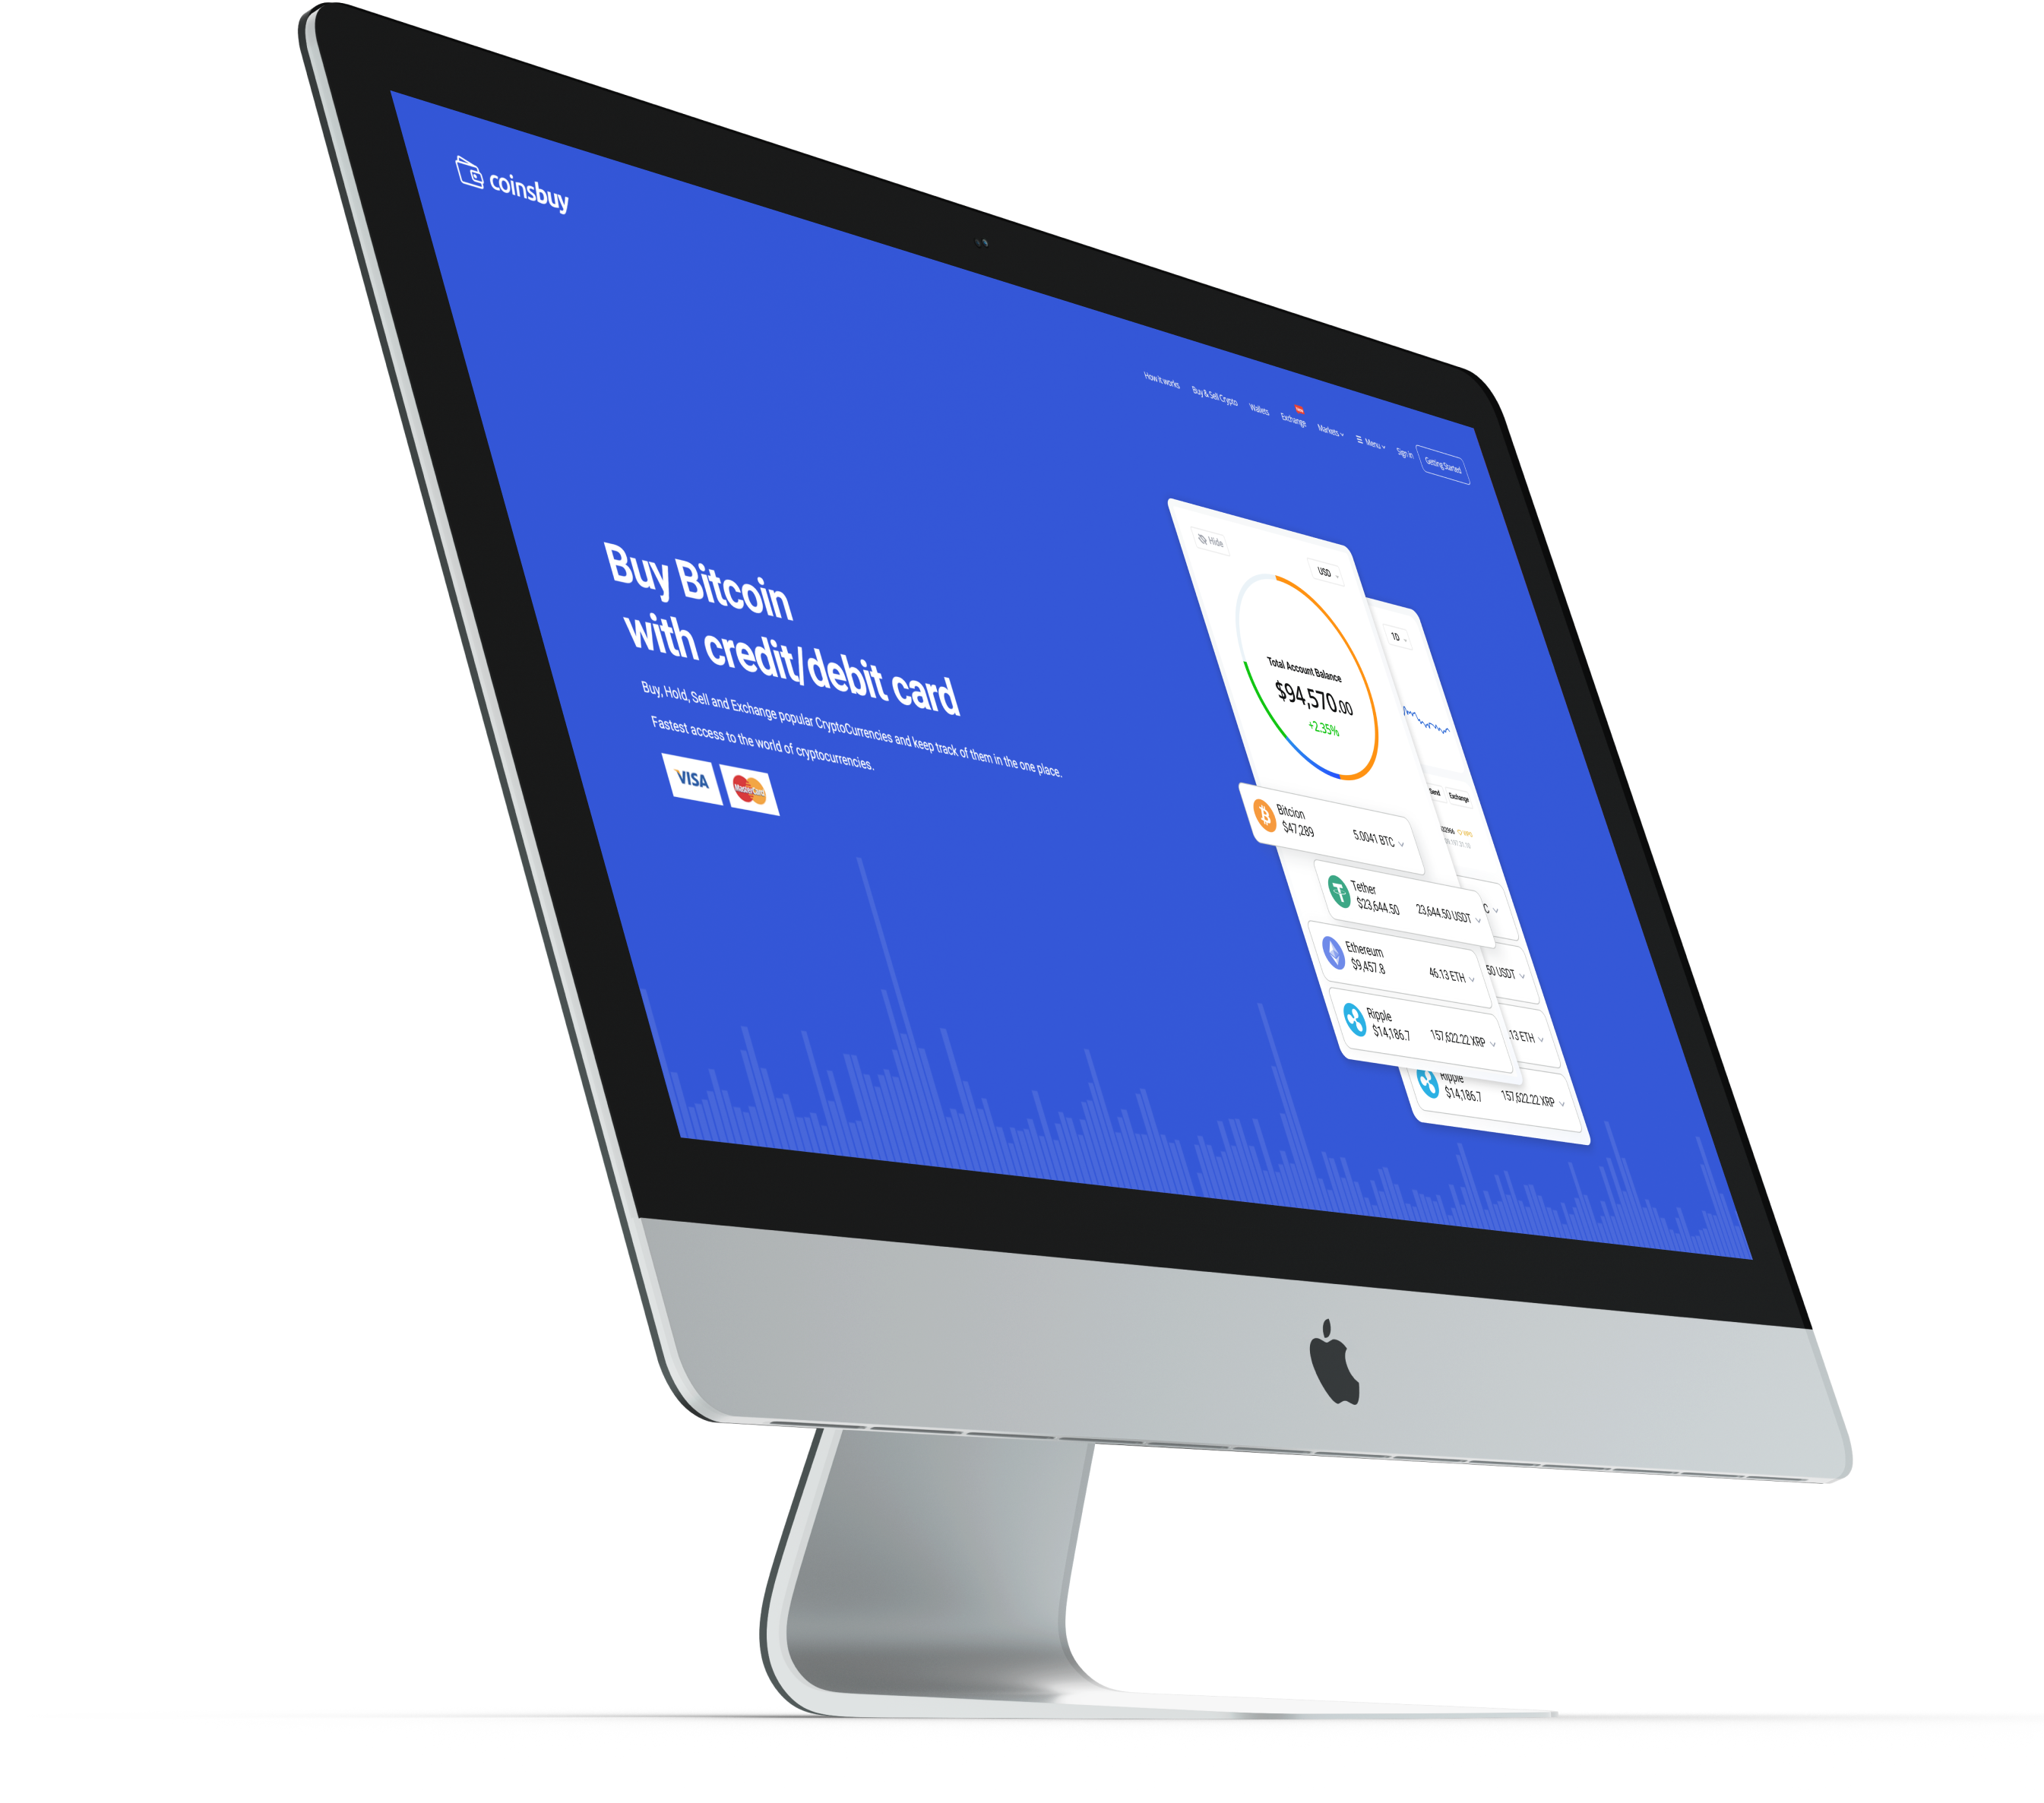 coinsbuy
How it works
Buy & Sell Crypto
Wallets
Exchange
Markets
Menu
Sign in
Getting Started
Buy Bitcoin
with credit/debit card
Buy, Hold, Sell and Exchange popular CryptoCurrencies and keep track of them in the one place.
Fastest access to the world of cryptocurrencies.
VISA
MasterCard
Hide
USD
Total Account Balance
$94,570.00
+2.35%
Bitcion
$47,289
5.0041 BTC
Tether
$23,644.50
23,644.50 USDT
Ethereum
$9,457.8
46.13 ETH
Ripple
$14,186.7
157,622.22 XRP
1D
Send
Exchange
C
50 USDT
.13 ETH
Ripple
$14,186.7
157,622.22 XRP